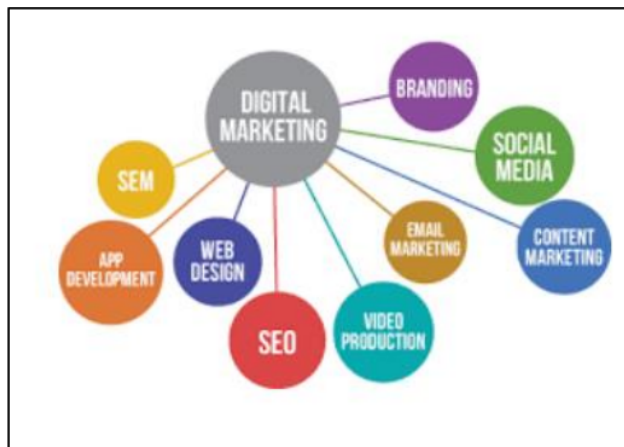 DIGITAL
MARKETING
BRANDING
SOCIAL
MEDIA
SEM
EMAIL
MARKETING
CONTENT
MARKETING
APP
DEVELOPMENT
WEB
DESIGN
SEO
VIDEO
PRODUCTION